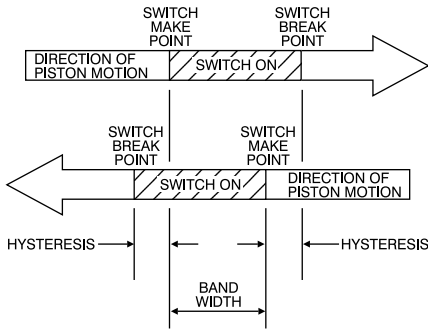 SWITCH
MAKE
POINT
SWITCH
BREAK
POINT
DIRECTION OF
PISTON MOTION
SWITCH ON
SWITCH
BREAK
POINT
SWITCH
MAKE
POINT
SWITCH ON
DIRECTION OF
PISTON MOTION
HYSTERESIS
HYSTERESIS
BAND
WIDTH